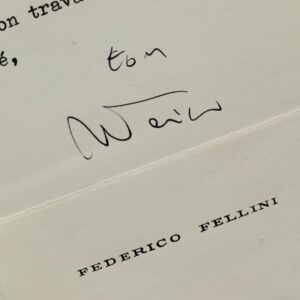 on trava
é,
ton
FEDERICO FELLINI